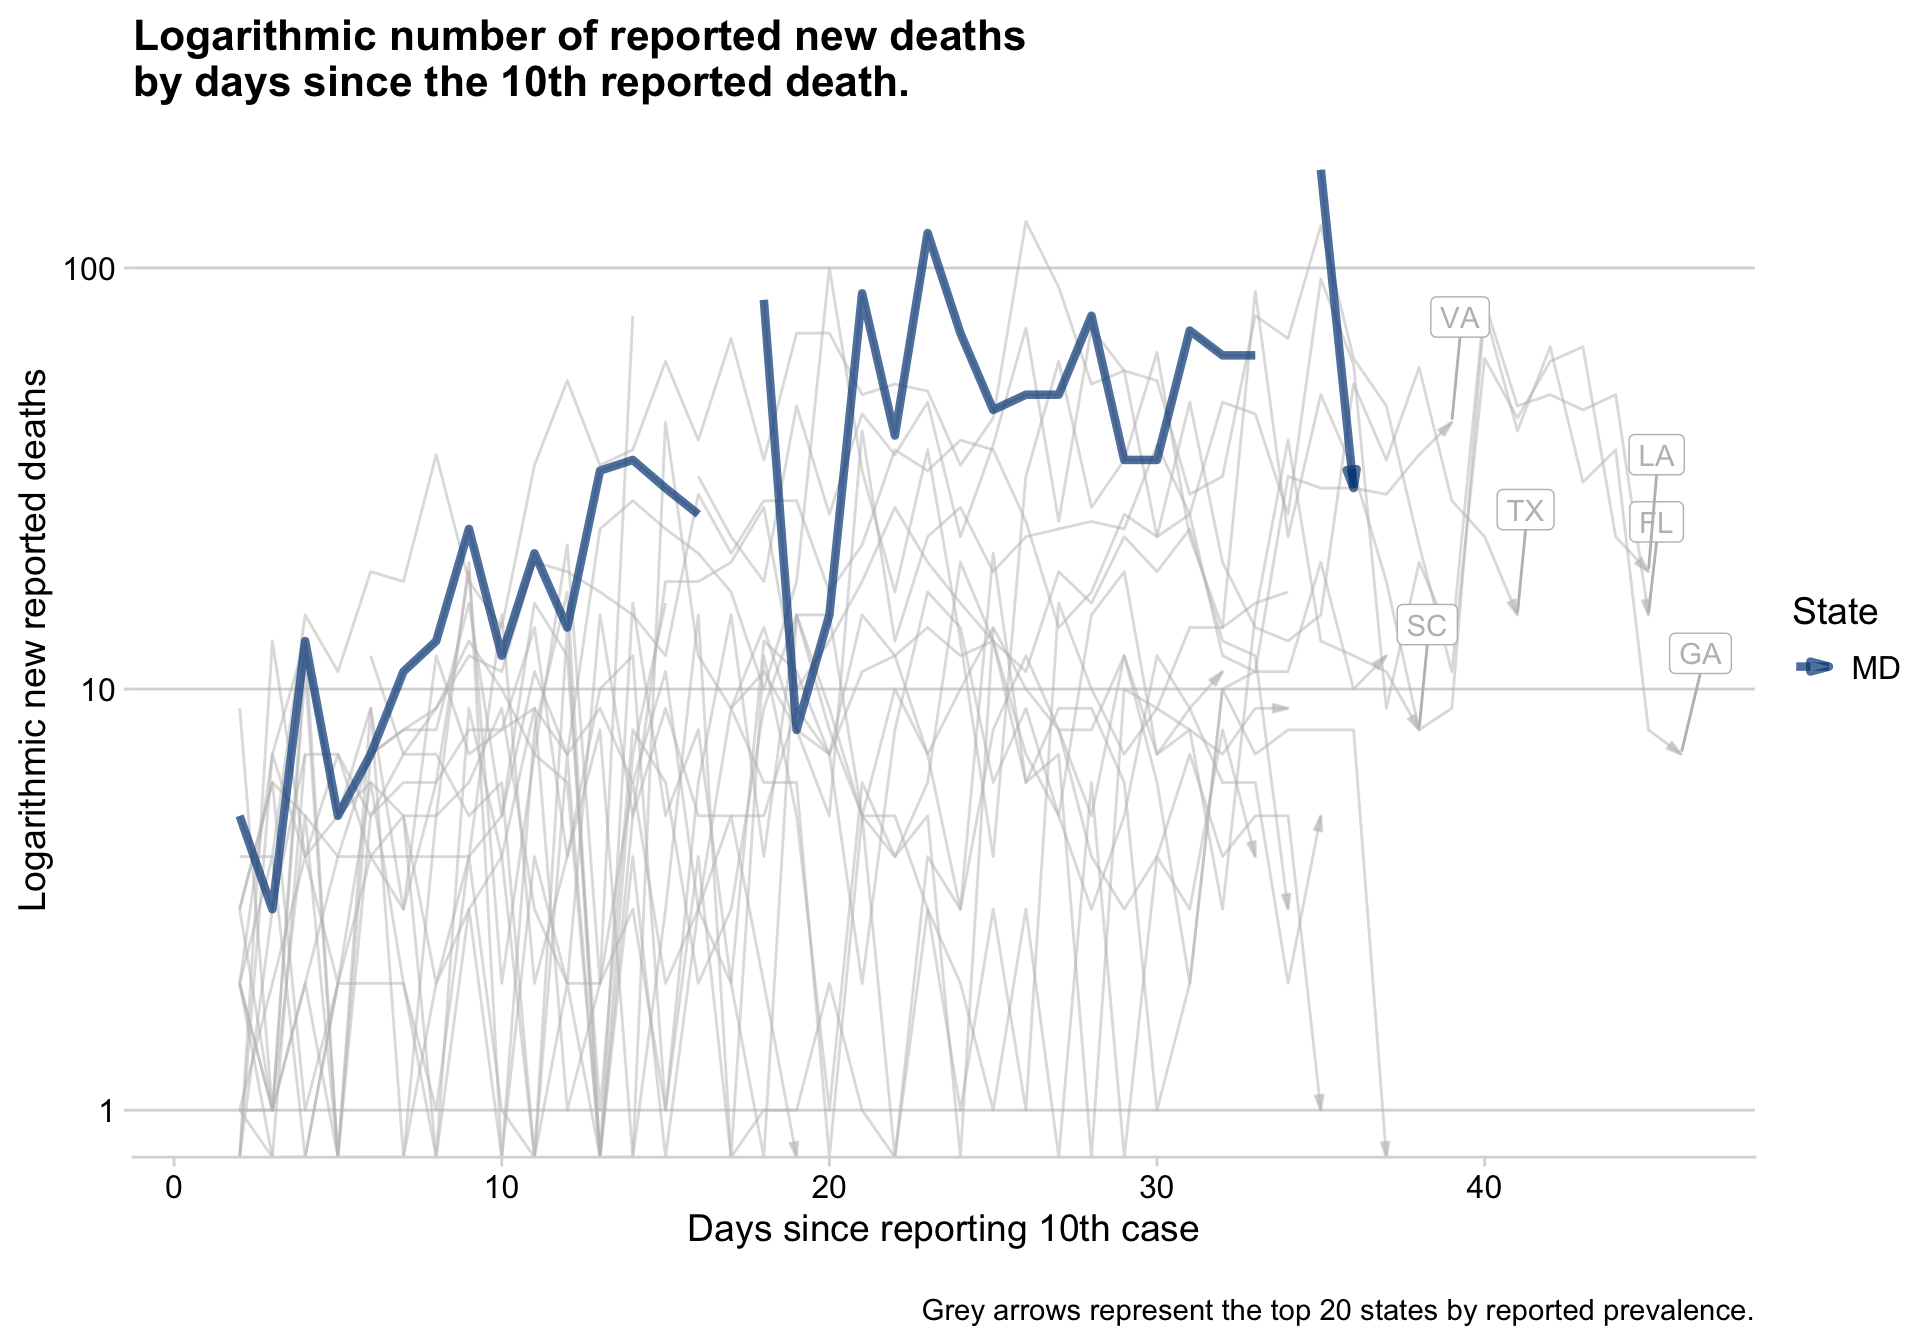 Logarithmic number of reported new deaths
by days since the 10th reported death.
Logarithmic new reported deaths
100
10
1
VA
LA
TX
FL
SC
GA
State
MD
0
10
20
30
40
Days since reporting 10th case
Grey arrows represent the top 20 states by reported prevalence.